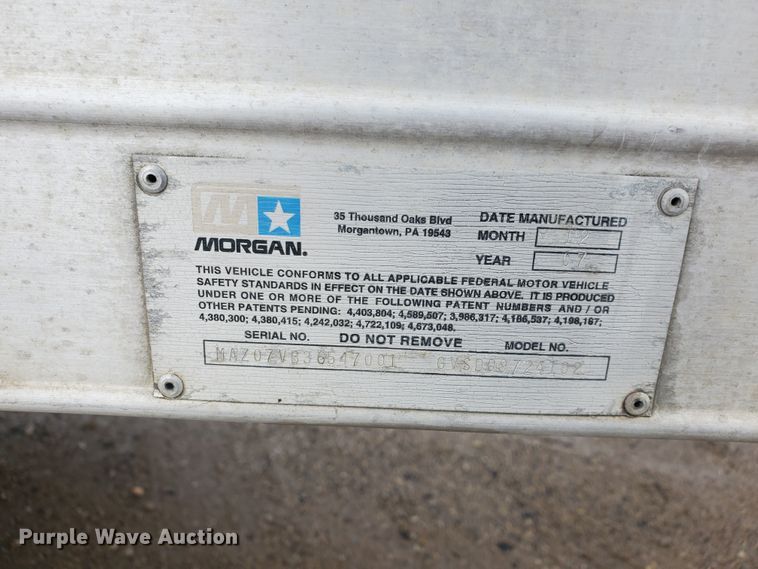 MORGAN.
35 Thousand Oaks Blvd
Morgantown, PA 19543
DATE MANUFACTURED
MONTH 12
YEAR 07
THIS VEHICLE CONFORMS TO ALL APPLICABLE FEDERAL MOTOR VEHICLE
SAFETY STANDARDS IN EFFECT ON THE DATE SHOWN ABOVE. IT IS PRODUCED
UNDER ONE OR MORE OF THE FOLLOWING PATENT NUMBERS AND / OR
OTHER PATENTS PENDING: 4,403,804; 4,589,507; 3,986,317; 4,186,537; 4,198,187;
4,380,300; 4,380,415; 4,242,032; 4,722,109; 4,673,048.
SERIAL NO. DO NOT REMOVE MODEL NO.
Purple Wave Auction